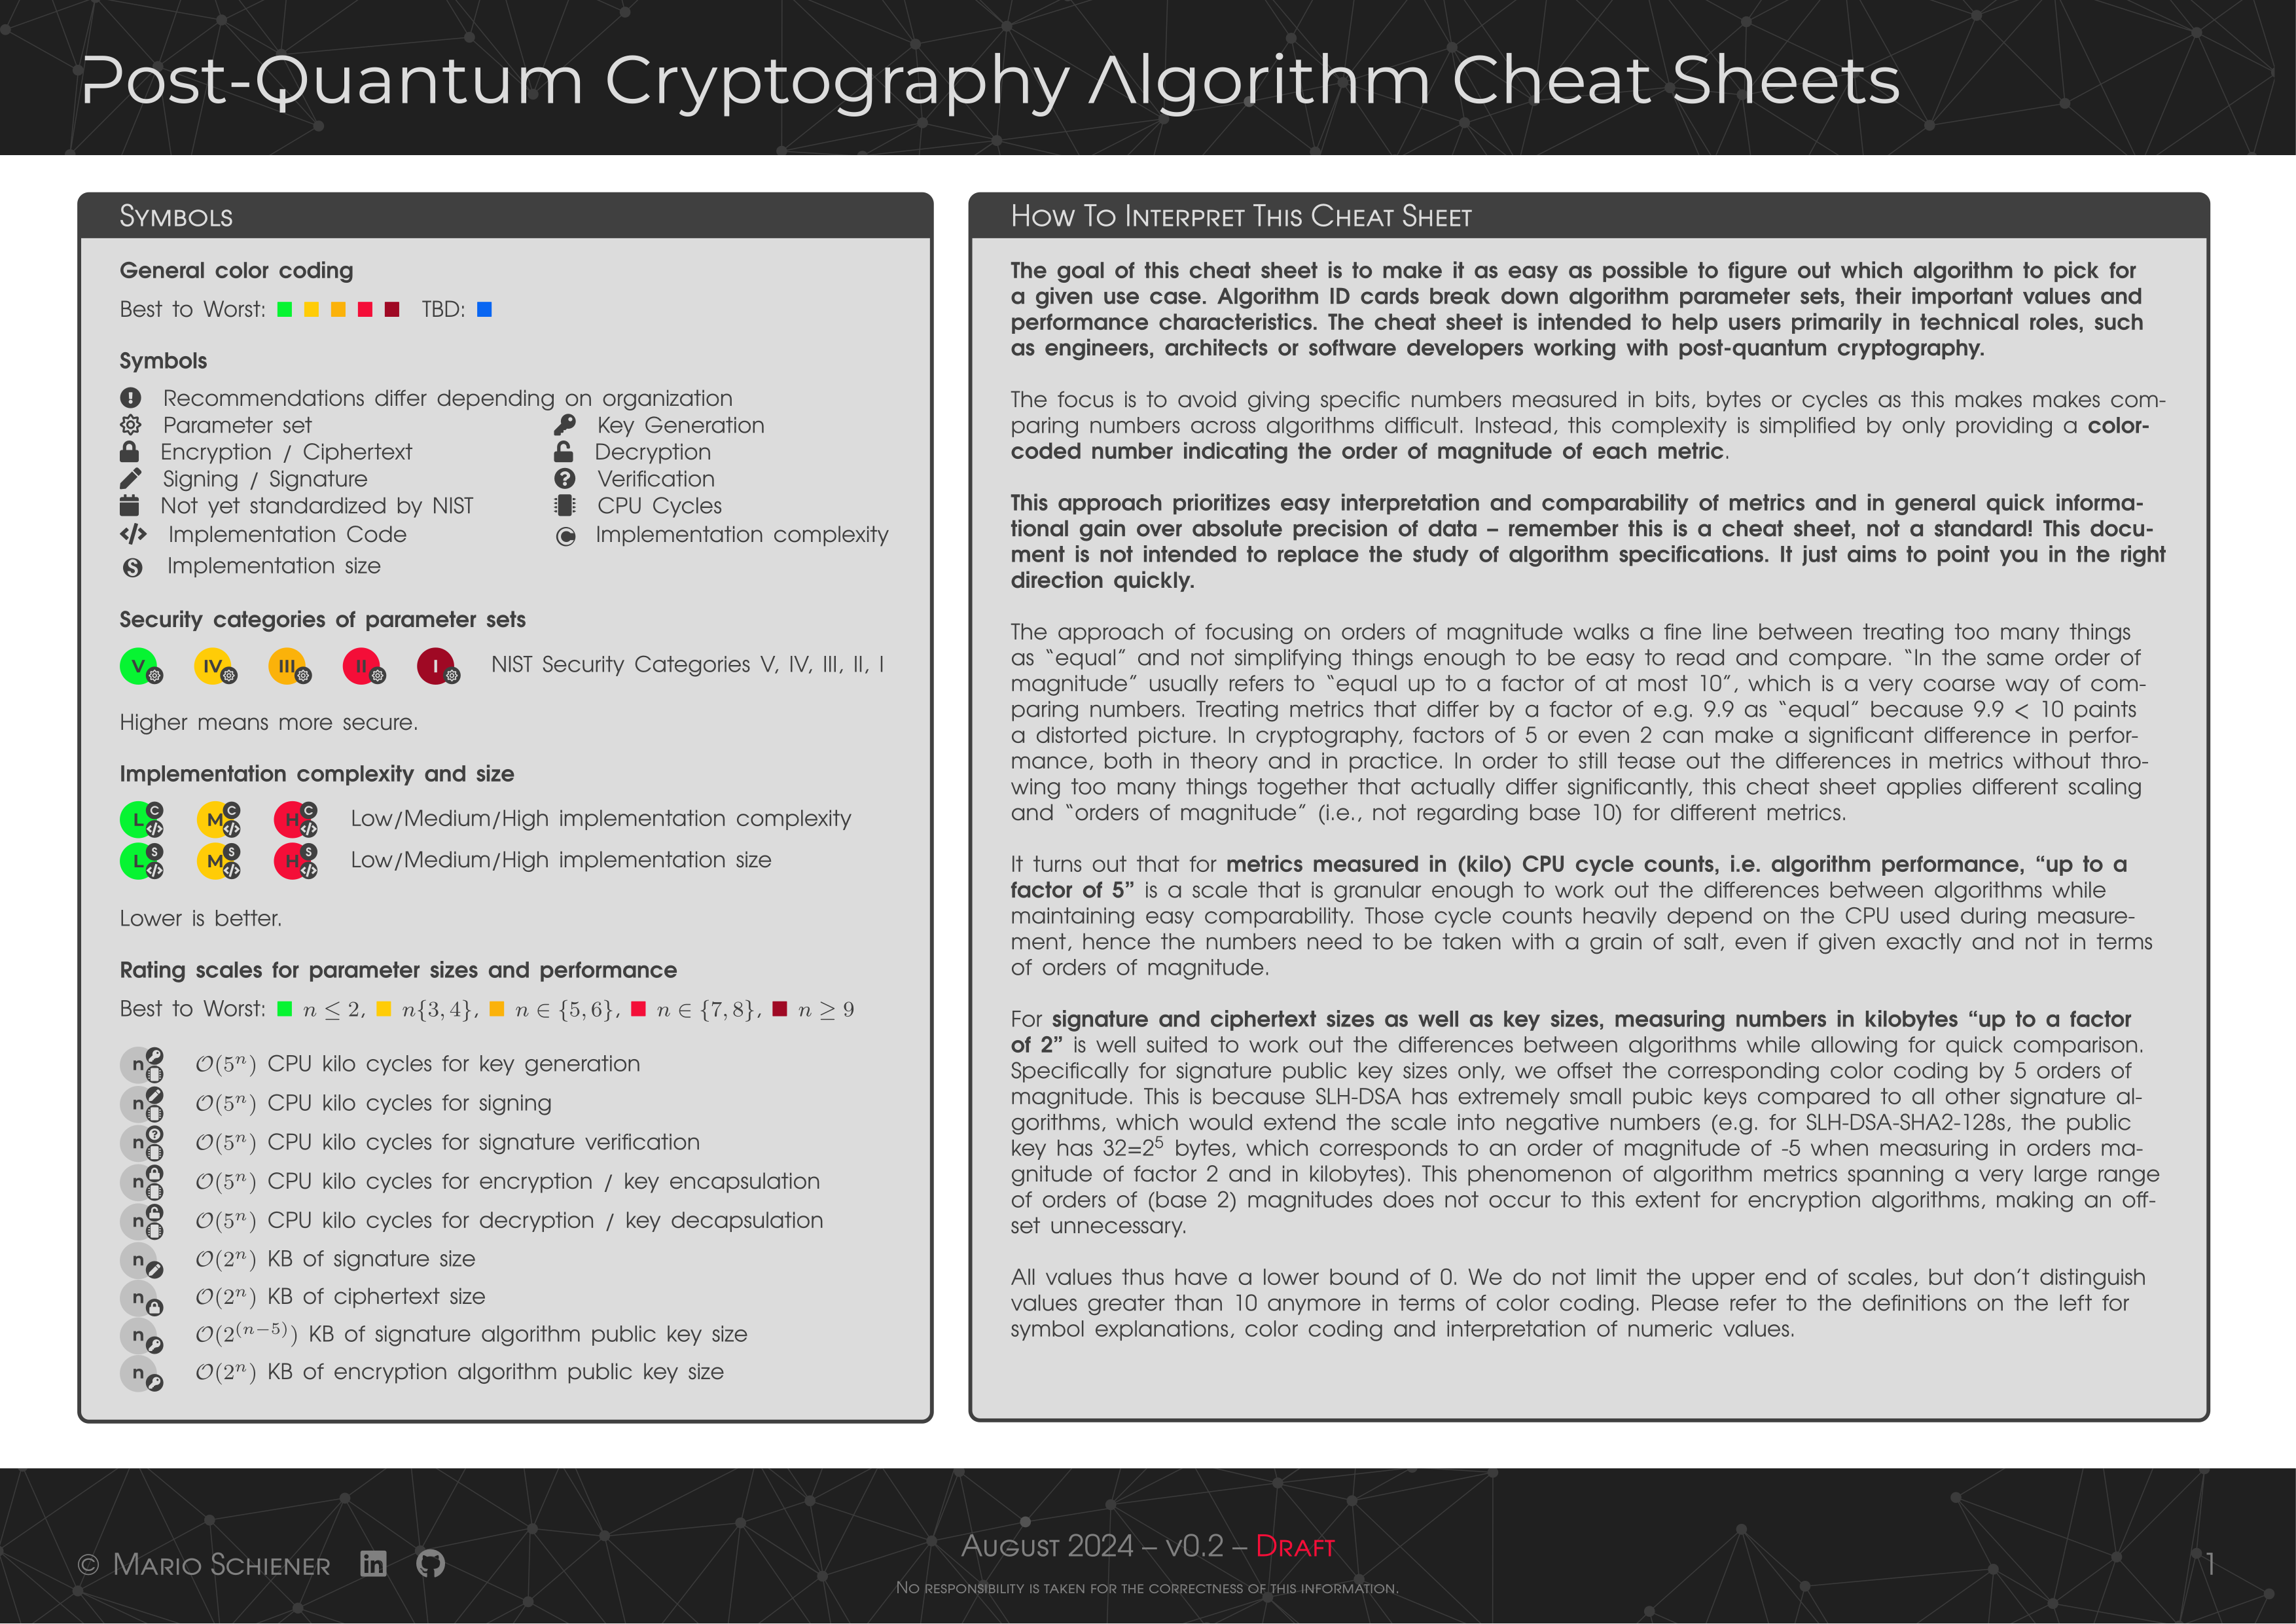 Post-Quantum Cryptography Algorithm Cheat Sheets
Symbols
General color coding
Best to Worst: TBD:
Symbols
Recommendations differ depending on organization
Parameter set Key Generation
Encryption / Ciphertext Decryption
Signing / Signature Verification
Not yet standardized by NIST CPU Cycles
Implementation Code Implementation complexity
S Implementation size
Security categories of parameter sets
V IV III II I NIST Security Categories V, IV, III, II, I
Higher means more secure.
Implementation complexity and size
L C M C H C Low/Medium/High implementation complexity
L S M S H S Low/Medium/High implementation size
Lower is better.
Rating scales for parameter sizes and performance
Best to Worst: n ≤ 2, n{3, 4}, n ∈ {5, 6}, n ∈ {7, 8}, n ≥ 9
n O(5ⁿ) CPU kilo cycles for key generation
n O(5ⁿ) CPU kilo cycles for signing
n O(5ⁿ) CPU kilo cycles for signature verification
n O(5ⁿ) CPU kilo cycles for encryption / key encapsulation
n O(5ⁿ) CPU kilo cycles for decryption / key decapsulation
n O(2ⁿ) KB of signature size
n O(2ⁿ) KB of ciphertext size
n O(2⁽ⁿ⁻⁵⁾) KB of signature algorithm public key size
n O(2ⁿ) KB of encryption algorithm public key size
How To Interpret This Cheat Sheet
The goal of this cheat sheet is to make it as easy as possible to figure out which algorithm to pick for
a given use case. Algorithm ID cards break down algorithm parameter sets, their important values and
performance characteristics. The cheat sheet is intended to help users primarily in technical roles, such
as engineers, architects or software developers working with post-quantum cryptography.
The focus is to avoid giving specific numbers measured in bits, bytes or cycles as this makes makes com-
paring numbers across algorithms difficult. Instead, this complexity is simplified by only providing a color-
coded number indicating the order of magnitude of each metric.
This approach prioritizes easy interpretation and comparability of metrics and in general quick informa-
tional gain over absolute precision of data – remember this is a cheat sheet, not a standard! This docu-
ment is not intended to replace the study of algorithm specifications. It just aims to point you in the right
direction quickly.
The approach of focusing on orders of magnitude walks a fine line between treating too many things
as “equal” and not simplifying things enough to be easy to read and compare. “In the same order of
magnitude” usually refers to “equal up to a factor of at most 10”, which is a very coarse way of com-
paring numbers. Treating metrics that differ by a factor of e.g. 9.9 as “equal” because 9.9 < 10 paints
a distorted picture. In cryptography, factors of 5 or even 2 can make a significant difference in perfor-
mance, both in theory and in practice. In order to still tease out the differences in metrics without thro-
wing too many things together that actually differ significantly, this cheat sheet applies different scaling
and “orders of magnitude” (i.e., not regarding base 10) for different metrics.
It turns out that for metrics measured in (kilo) CPU cycle counts, i.e. algorithm performance, “up to a
factor of 5” is a scale that is granular enough to work out the differences between algorithms while
maintaining easy comparability. Those cycle counts heavily depend on the CPU used during measure-
ment, hence the numbers need to be taken with a grain of salt, even if given exactly and not in terms
of orders of magnitude.
For signature and ciphertext sizes as well as key sizes, measuring numbers in kilobytes “up to a factor
of 2” is well suited to work out the differences between algorithms while allowing for quick comparison.
Specifically for signature public key sizes only, we offset the corresponding color coding by 5 orders of
magnitude. This is because SLH-DSA has extremely small pubic keys compared to all other signature al-
gorithms, which would extend the scale into negative numbers (e.g. for SLH-DSA-SHA2-128s, the public
key has 32=2⁵ bytes, which corresponds to an order of magnitude of -5 when measuring in orders ma-
gnitude of factor 2 and in kilobytes). This phenomenon of algorithm metrics spanning a very large range
of orders of (base 2) magnitudes does not occur to this extent for encryption algorithms, making an off-
set unnecessary.
All values thus have a lower bound of 0. We do not limit the upper end of scales, but don’t distinguish
values greater than 10 anymore in terms of color coding. Please refer to the definitions on the left for
symbol explanations, color coding and interpretation of numeric values.
© Mario Schiener
August 2024 – v0.2 – Draft
No responsibility is taken for the correctness of this information.
1